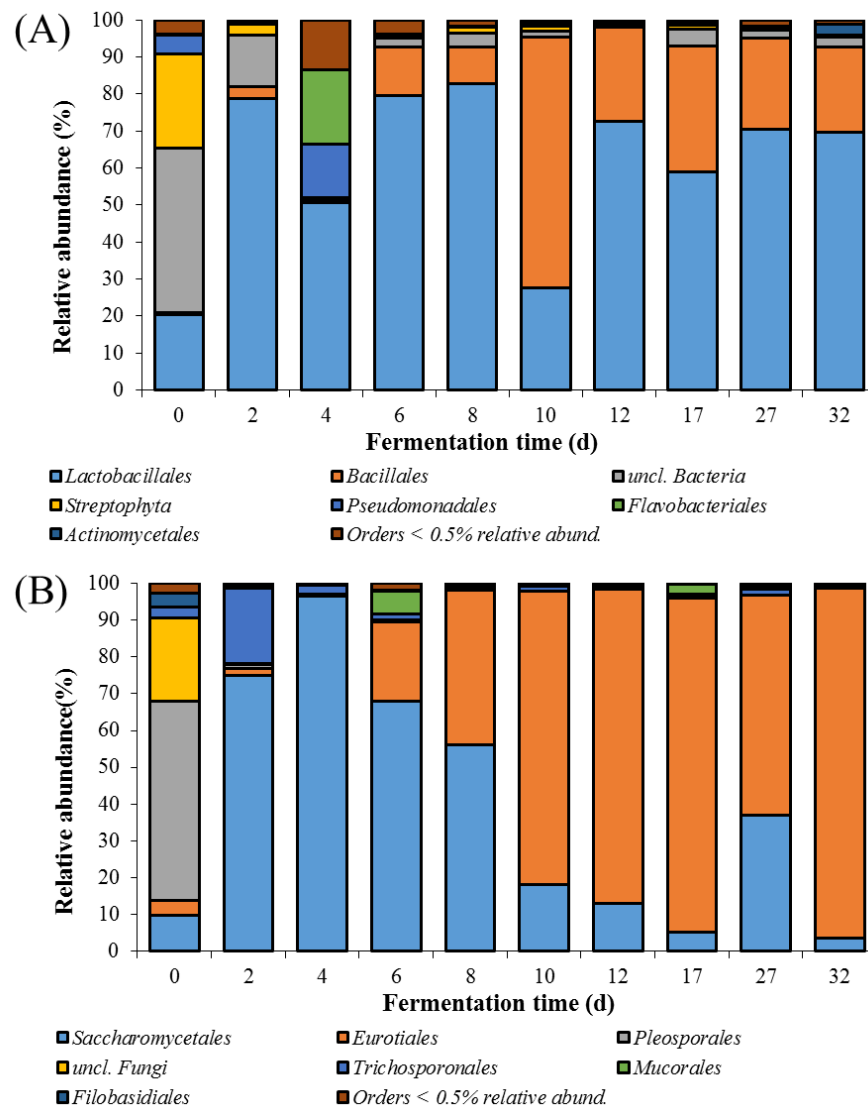 (A)
Relative abundance (%)
100
90
80
70
60
50
40
30
20
10
0
0 2 4 6 8 10 12 17 27 32
Fermentation time (d)
Lactobacillales Bacillales uncl. Bacteria
Streptophyta Pseudomonadales Flavobacteriales
Actinomycetales Orders < 0.5% relative abund.
(B)
Relative abundance(%)
100
90
80
70
60
50
40
30
20
10
0
0 2 4 6 8 10 12 17 27 32
Fermentation time (d)
Saccharomycetales Eurotiales Pleosporales
uncl. Fungi Trichosporonales Mucorales
Filobasidiales Orders < 0.5% relative abund.